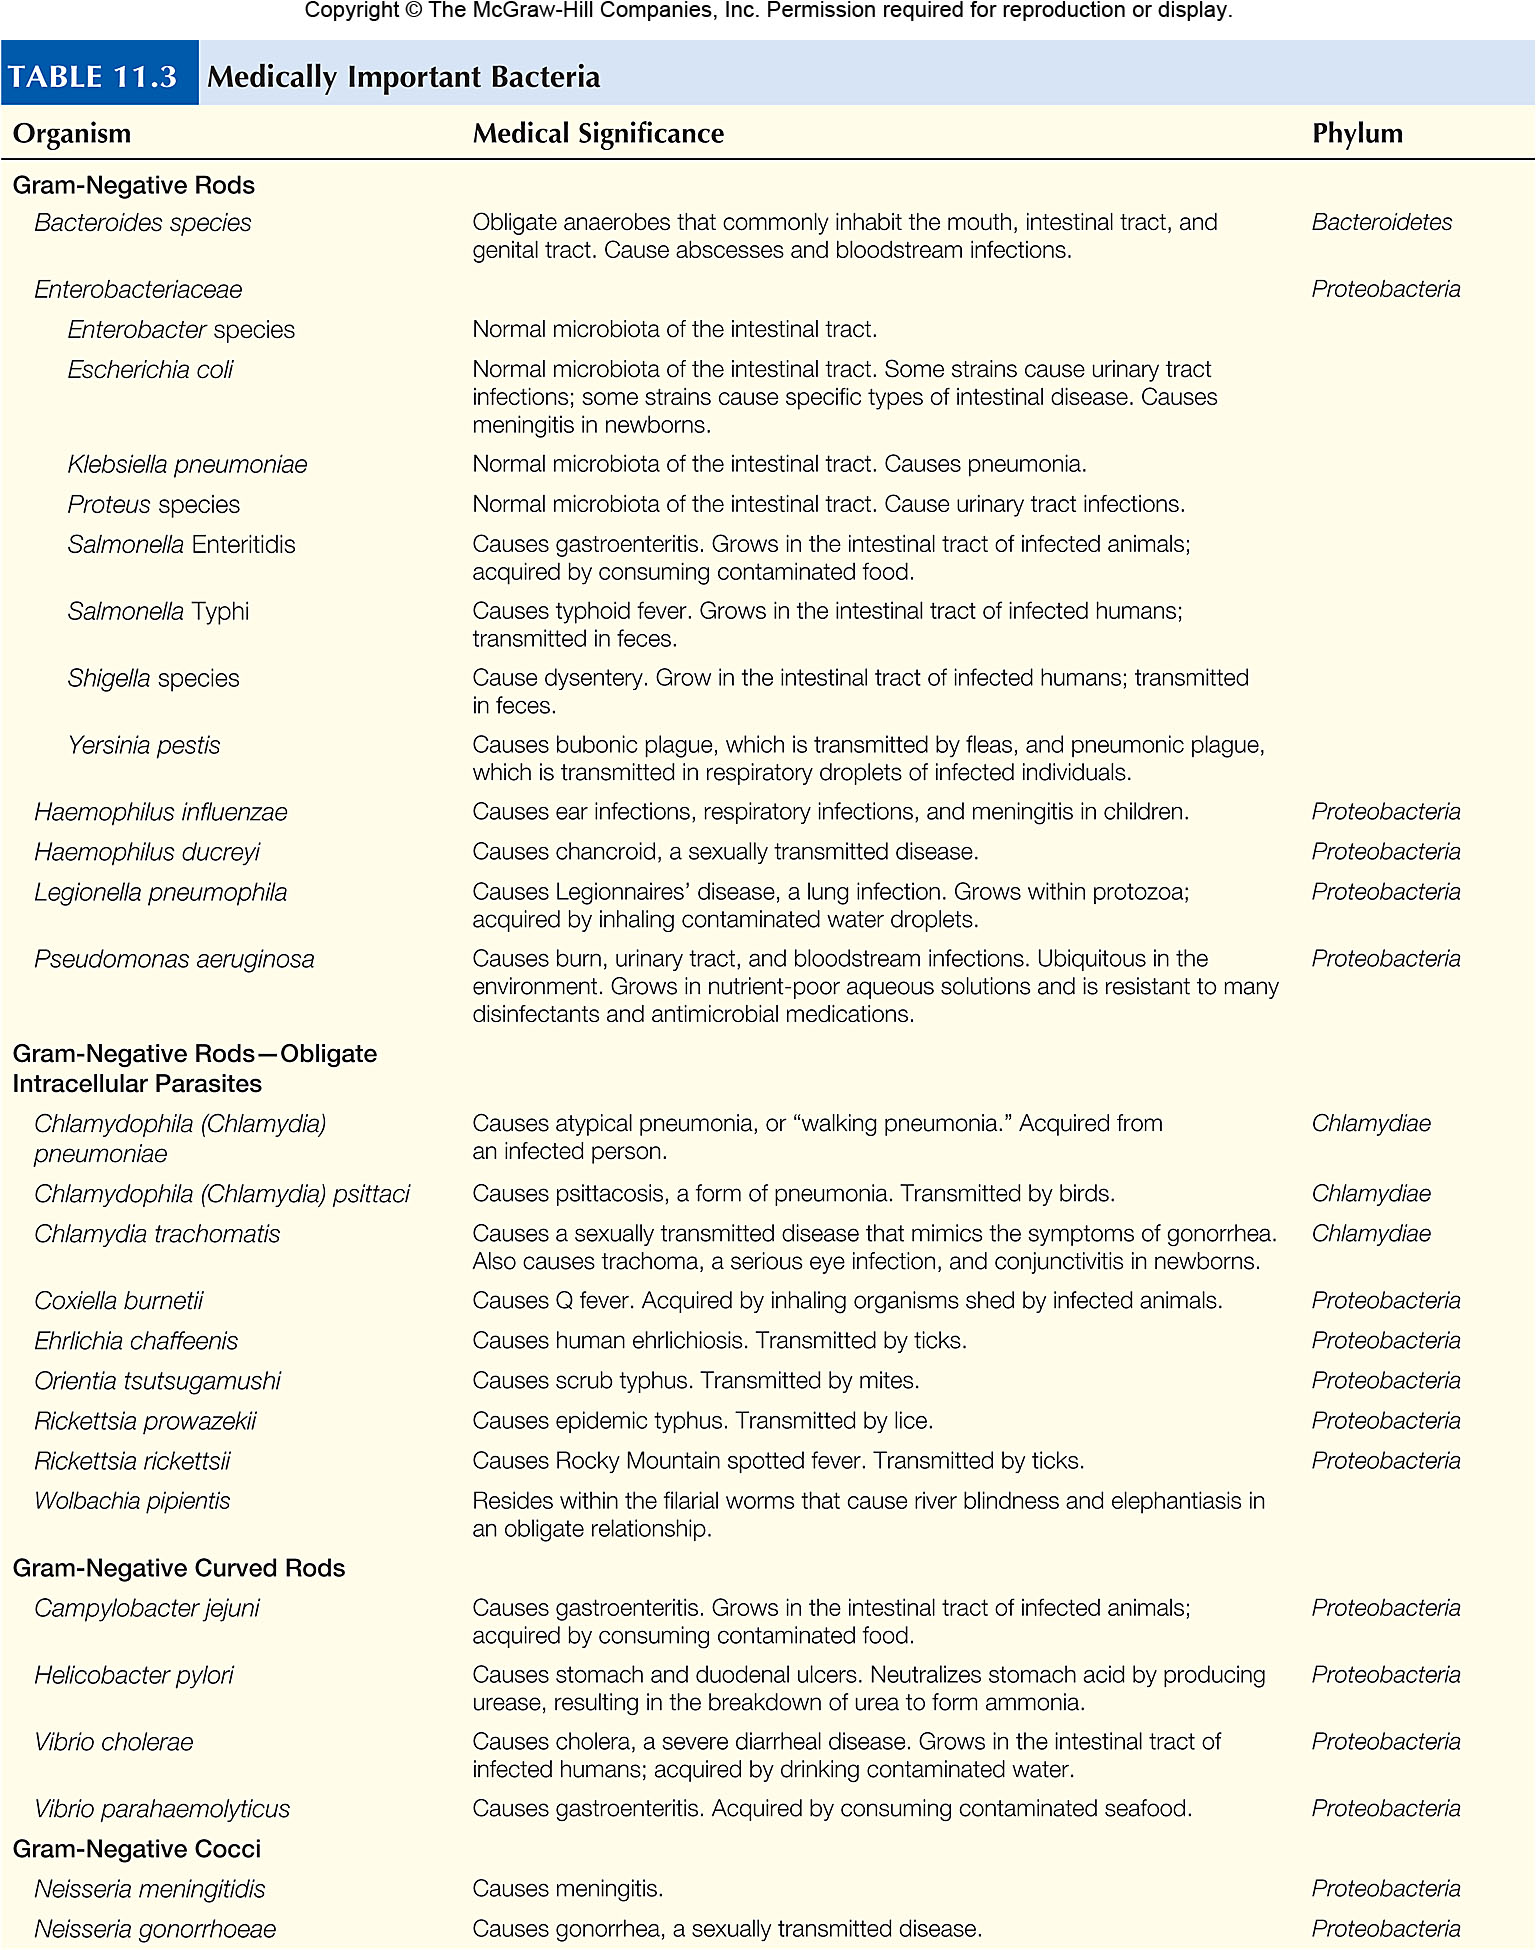 Copyright © The McGraw-Hill Companies, Inc. Permission required for reproduction or display.
TABLE 11.3 Medically Important Bacteria
Organism Medical Significance Phylum
Gram-Negative Rods
Bacteroides species Obligate anaerobes that commonly inhabit the mouth, intestinal tract, and Bacteroidetes
genital tract. Cause abscesses and bloodstream infections.
Enterobacteriaceae Proteobacteria
Enterobacter species Normal microbiota of the intestinal tract.
Escherichia coli Normal microbiota of the intestinal tract. Some strains cause urinary tract
infections; some strains cause specific types of intestinal disease. Causes
meningitis in newborns.
Klebsiella pneumoniae Normal microbiota of the intestinal tract. Causes pneumonia.
Proteus species Normal microbiota of the intestinal tract. Cause urinary tract infections.
Salmonella Enteritidis Causes gastroenteritis. Grows in the intestinal tract of infected animals;
acquired by consuming contaminated food.
Salmonella Typhi Causes typhoid fever. Grows in the intestinal tract of infected humans;
transmitted in feces.
Shigella species Cause dysentery. Grow in the intestinal tract of infected humans; transmitted
in feces.
Yersinia pestis Causes bubonic plague, which is transmitted by fleas, and pneumonic plague,
which is transmitted in respiratory droplets of infected individuals.
Haemophilus influenzae Causes ear infections, respiratory infections, and meningitis in children. Proteobacteria
Haemophilus ducreyi Causes chancroid, a sexually transmitted disease. Proteobacteria
Legionella pneumophila Causes Legionnaires’ disease, a lung infection. Grows within protozoa; Proteobacteria
acquired by inhaling contaminated water droplets.
Pseudomonas aeruginosa Causes burn, urinary tract, and bloodstream infections. Ubiquitous in the Proteobacteria
environment. Grows in nutrient-poor aqueous solutions and is resistant to many
disinfectants and antimicrobial medications.
Gram-Negative Rods—Obligate
Intracellular Parasites
Chlamydophila (Chlamydia) Causes atypical pneumonia, or “walking pneumonia.” Acquired from Chlamydiae
pneumoniae an infected person.
Chlamydophila (Chlamydia) psittaci Causes psittacosis, a form of pneumonia. Transmitted by birds. Chlamydiae
Chlamydia trachomatis Causes a sexually transmitted disease that mimics the symptoms of gonorrhea. Chlamydiae
Also causes trachoma, a serious eye infection, and conjunctivitis in newborns.
Coxiella burnetii Causes Q fever. Acquired by inhaling organisms shed by infected animals. Proteobacteria
Ehrlichia chaffeenis Causes human ehrlichiosis. Transmitted by ticks. Proteobacteria
Orientia tsutsugamushi Causes scrub typhus. Transmitted by mites. Proteobacteria
Rickettsia prowazekii Causes epidemic typhus. Transmitted by lice. Proteobacteria
Rickettsia rickettsii Causes Rocky Mountain spotted fever. Transmitted by ticks. Proteobacteria
Wolbachia pipientis Resides within the filarial worms that cause river blindness and elephantiasis in
an obligate relationship.
Gram-Negative Curved Rods
Campylobacter jejuni Causes gastroenteritis. Grows in the intestinal tract of infected animals; Proteobacteria
acquired by consuming contaminated food.
Helicobacter pylori Causes stomach and duodenal ulcers. Neutralizes stomach acid by producing Proteobacteria
urease, resulting in the breakdown of urea to form ammonia.
Vibrio cholerae Causes cholera, a severe diarrheal disease. Grows in the intestinal tract of Proteobacteria
infected humans; acquired by drinking contaminated water.
Vibrio parahaemolyticus Causes gastroenteritis. Acquired by consuming contaminated seafood. Proteobacteria
Gram-Negative Cocci
Neisseria meningitidis Causes meningitis. Proteobacteria
Neisseria gonorrhoeae Causes gonorrhea, a sexually transmitted disease. Proteobacteria